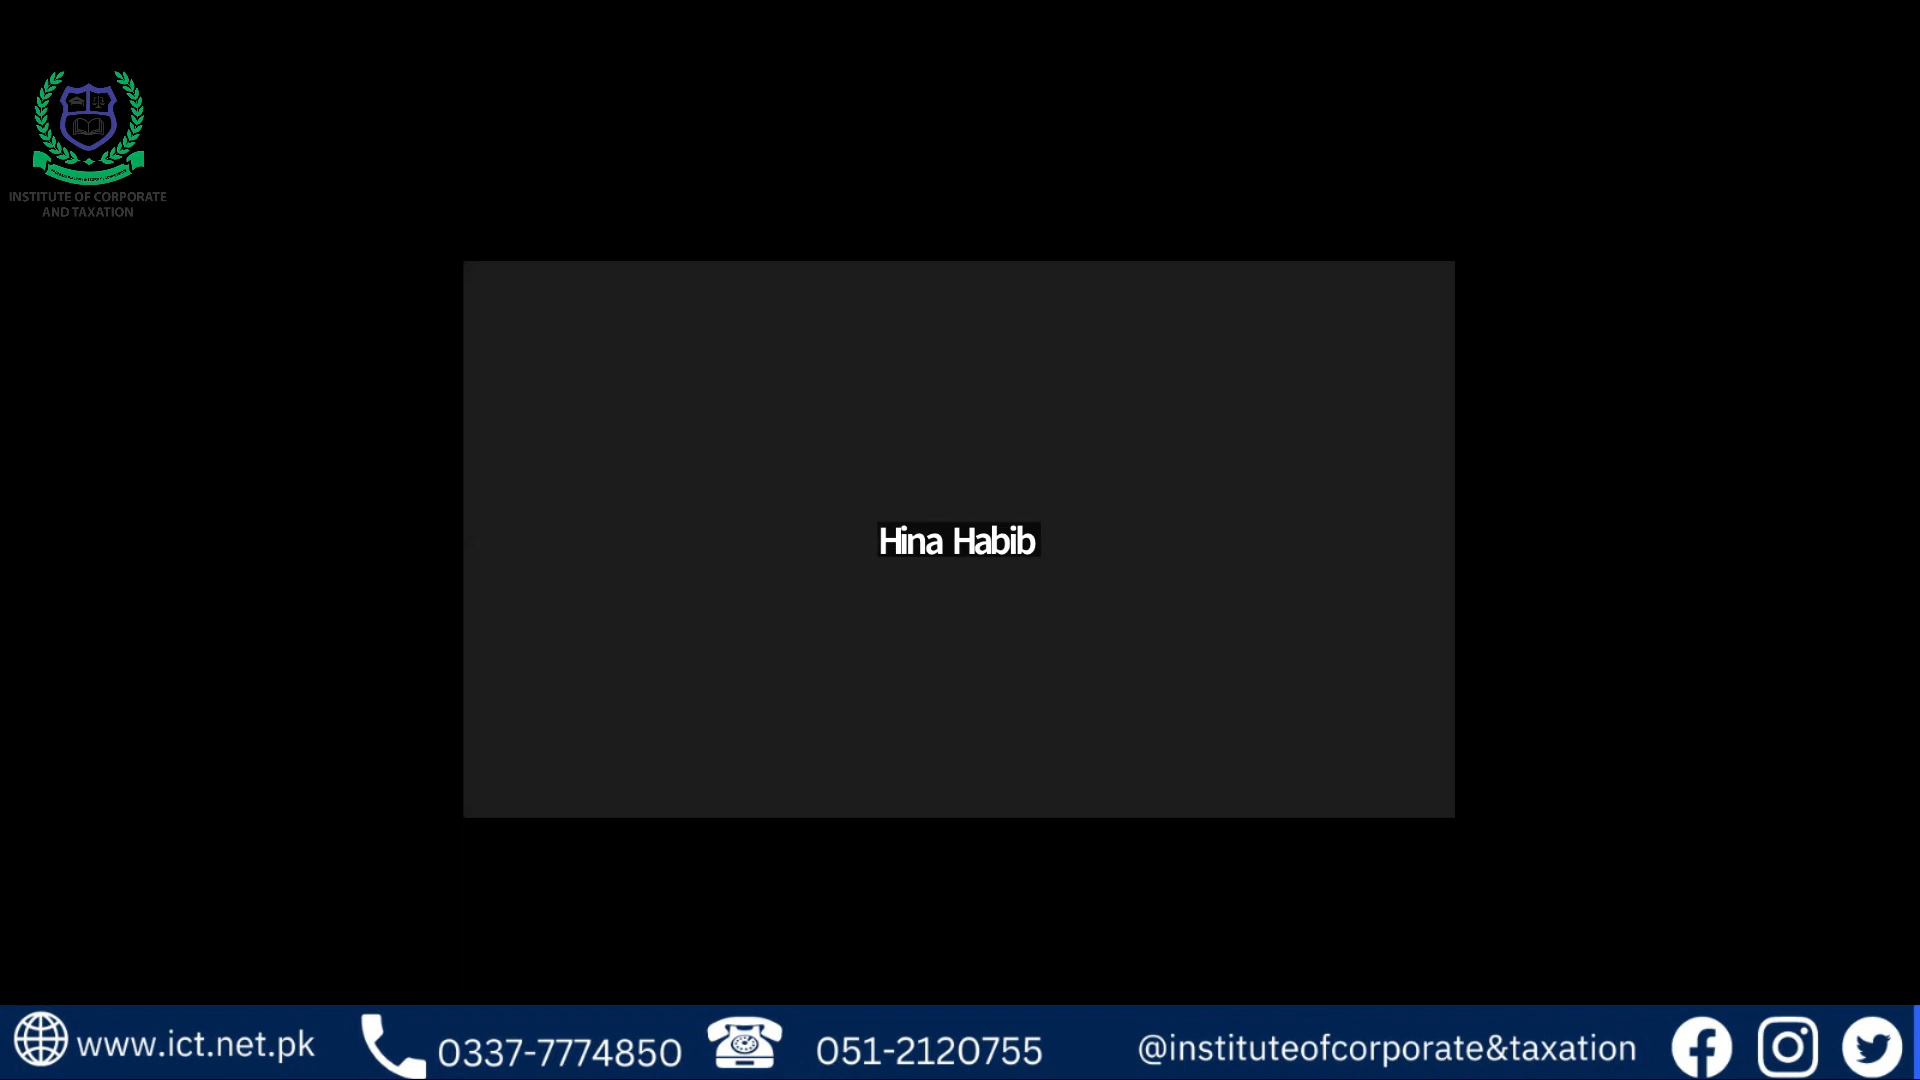 INSTITUTE OF CORPORATE
AND TAXATION
Hina Habib
www.ict.net.pk
0337-7774850
051-2120755
@instituteofcorporate&taxation